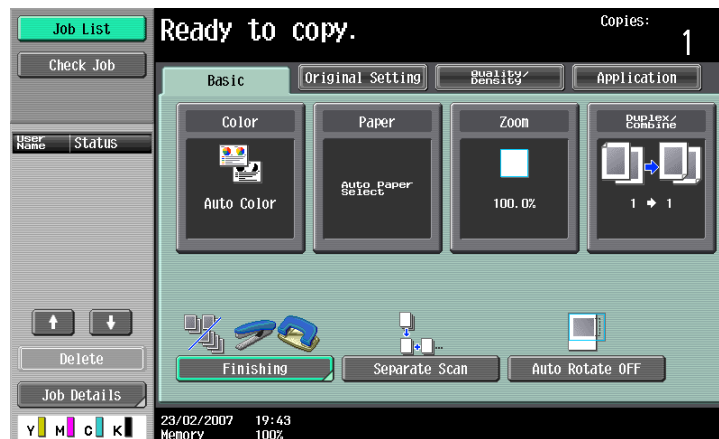 Job List
Ready to copy.
Copies:
1
Check Job
Basic
Original Setting
Quality/
Density
Application
User
Name
Status
Color
Paper
Zoom
Duplex/
Combine
Auto Color
Auto Paper
Select
100.0%
1 → 1
Delete
Finishing
Separate Scan
Auto Rotate OFF
Job Details
Y M C K
23/02/2007 19:43
Memory 100%